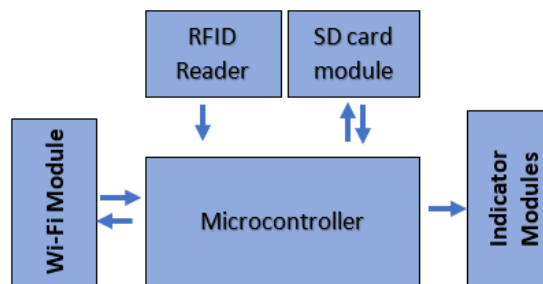 RFID
Reader
SD card
module
Wi-Fi Module
Microcontroller
Indicator
Modules